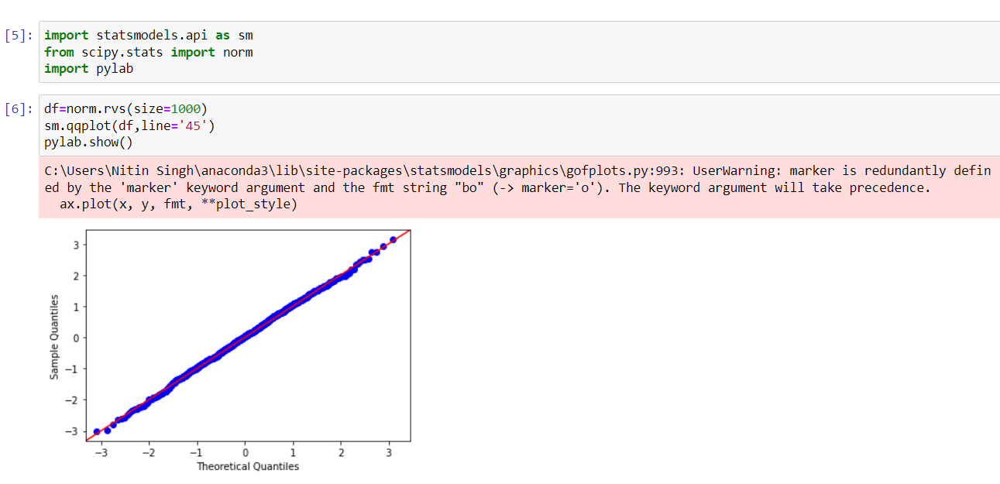 [5]: import statsmodels.api as sm
from scipy.stats import norm
import pylab
[6]: df=norm.rvs(size=1000)
sm.qqplot(df,line='45')
pylab.show()
C:\Users\Nitin Singh\anaconda3\lib\site-packages\statsmodels\graphics\gofplots.py:993: UserWarning: marker is redundantly defin
ed by the 'marker' keyword argument and the fmt string "bo" (-> marker='o'). The keyword argument will take precedence.
ax.plot(x, y, fmt, **plot_style)
3
2
1
0
−1
−2
−3
Sample Quantiles
−3 −2 −1 0 1 2 3
Theoretical Quantiles